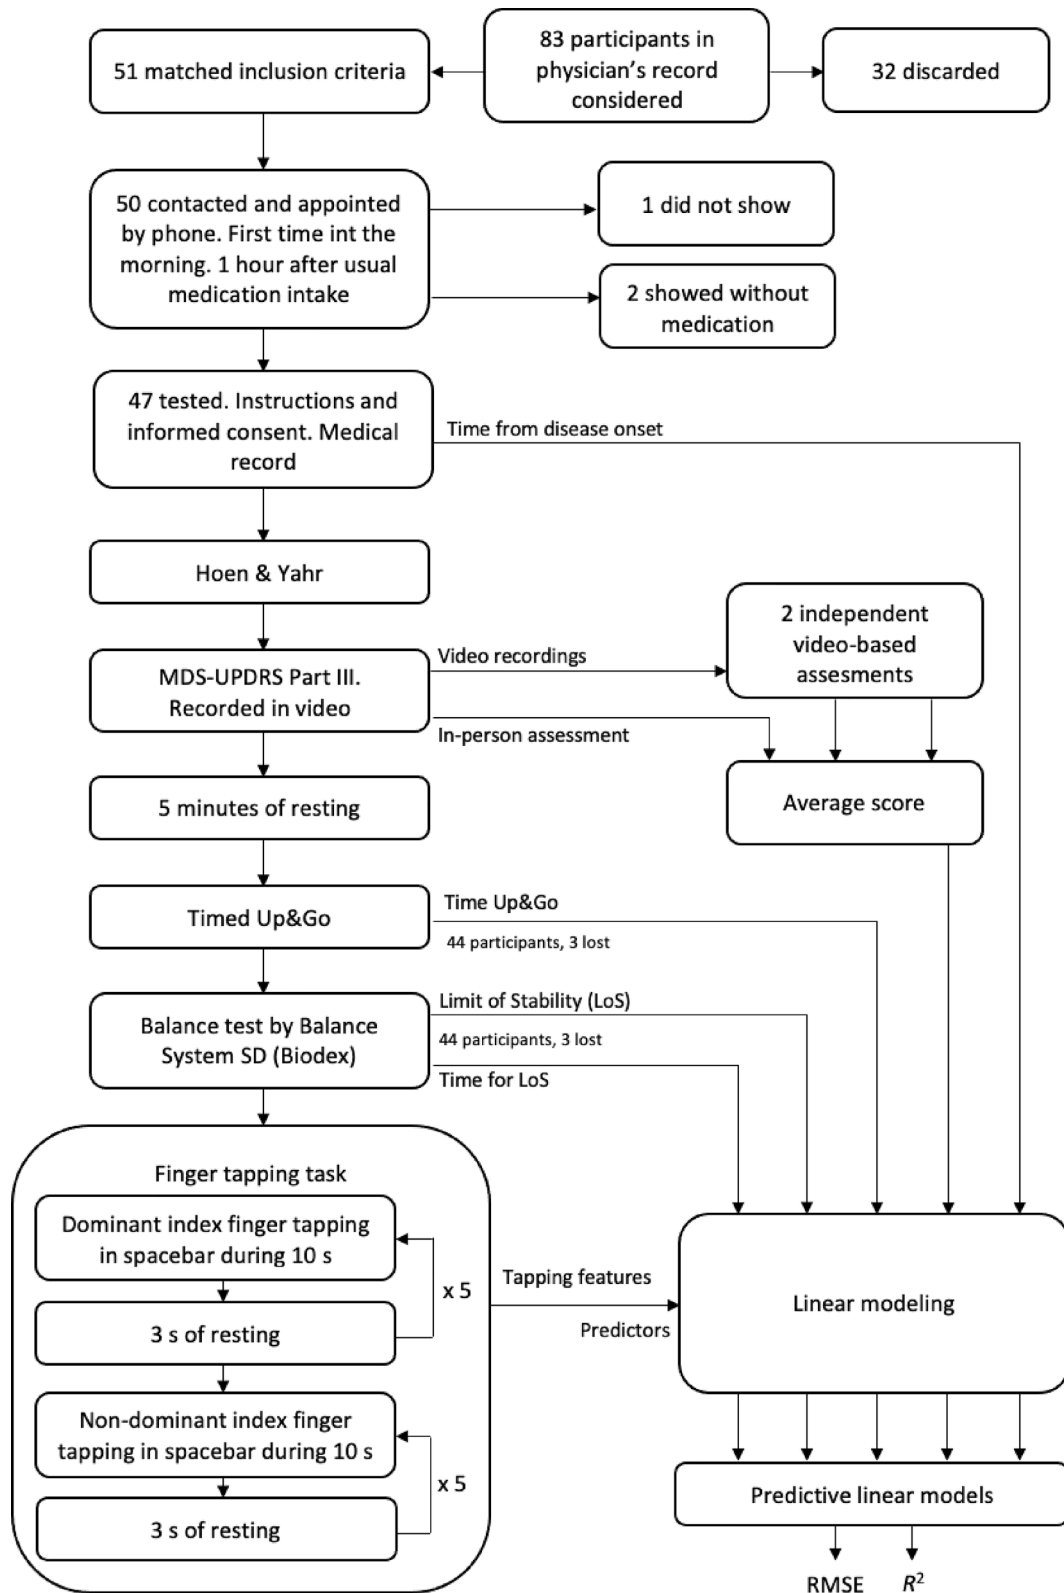 83 participants in
physician's record
considered
51 matched inclusion criteria
32 discarded
50 contacted and appointed
by phone. First time int the
morning. 1 hour after usual
medication intake
1 did not show
2 showed without
medication
47 tested. Instructions and
informed consent. Medical
record
Time from disease onset
Hoen & Yahr
MDS-UPDRS Part III.
Recorded in video
Video recordings
In-person assessment
2 independent
video-based
assesments
Average score
5 minutes of resting
Timed Up&Go
Time Up&Go
44 participants, 3 lost
Balance test by Balance
System SD (Biodex)
Limit of Stability (LoS)
44 participants, 3 lost
Time for LoS
Finger tapping task
Dominant index finger tapping
in spacebar during 10 s
x 5
3 s of resting
Non-dominant index finger
tapping in spacebar during 10 s
x 5
3 s of resting
Tapping features
Predictors
Linear modeling
Predictive linear models
RMSE
R²